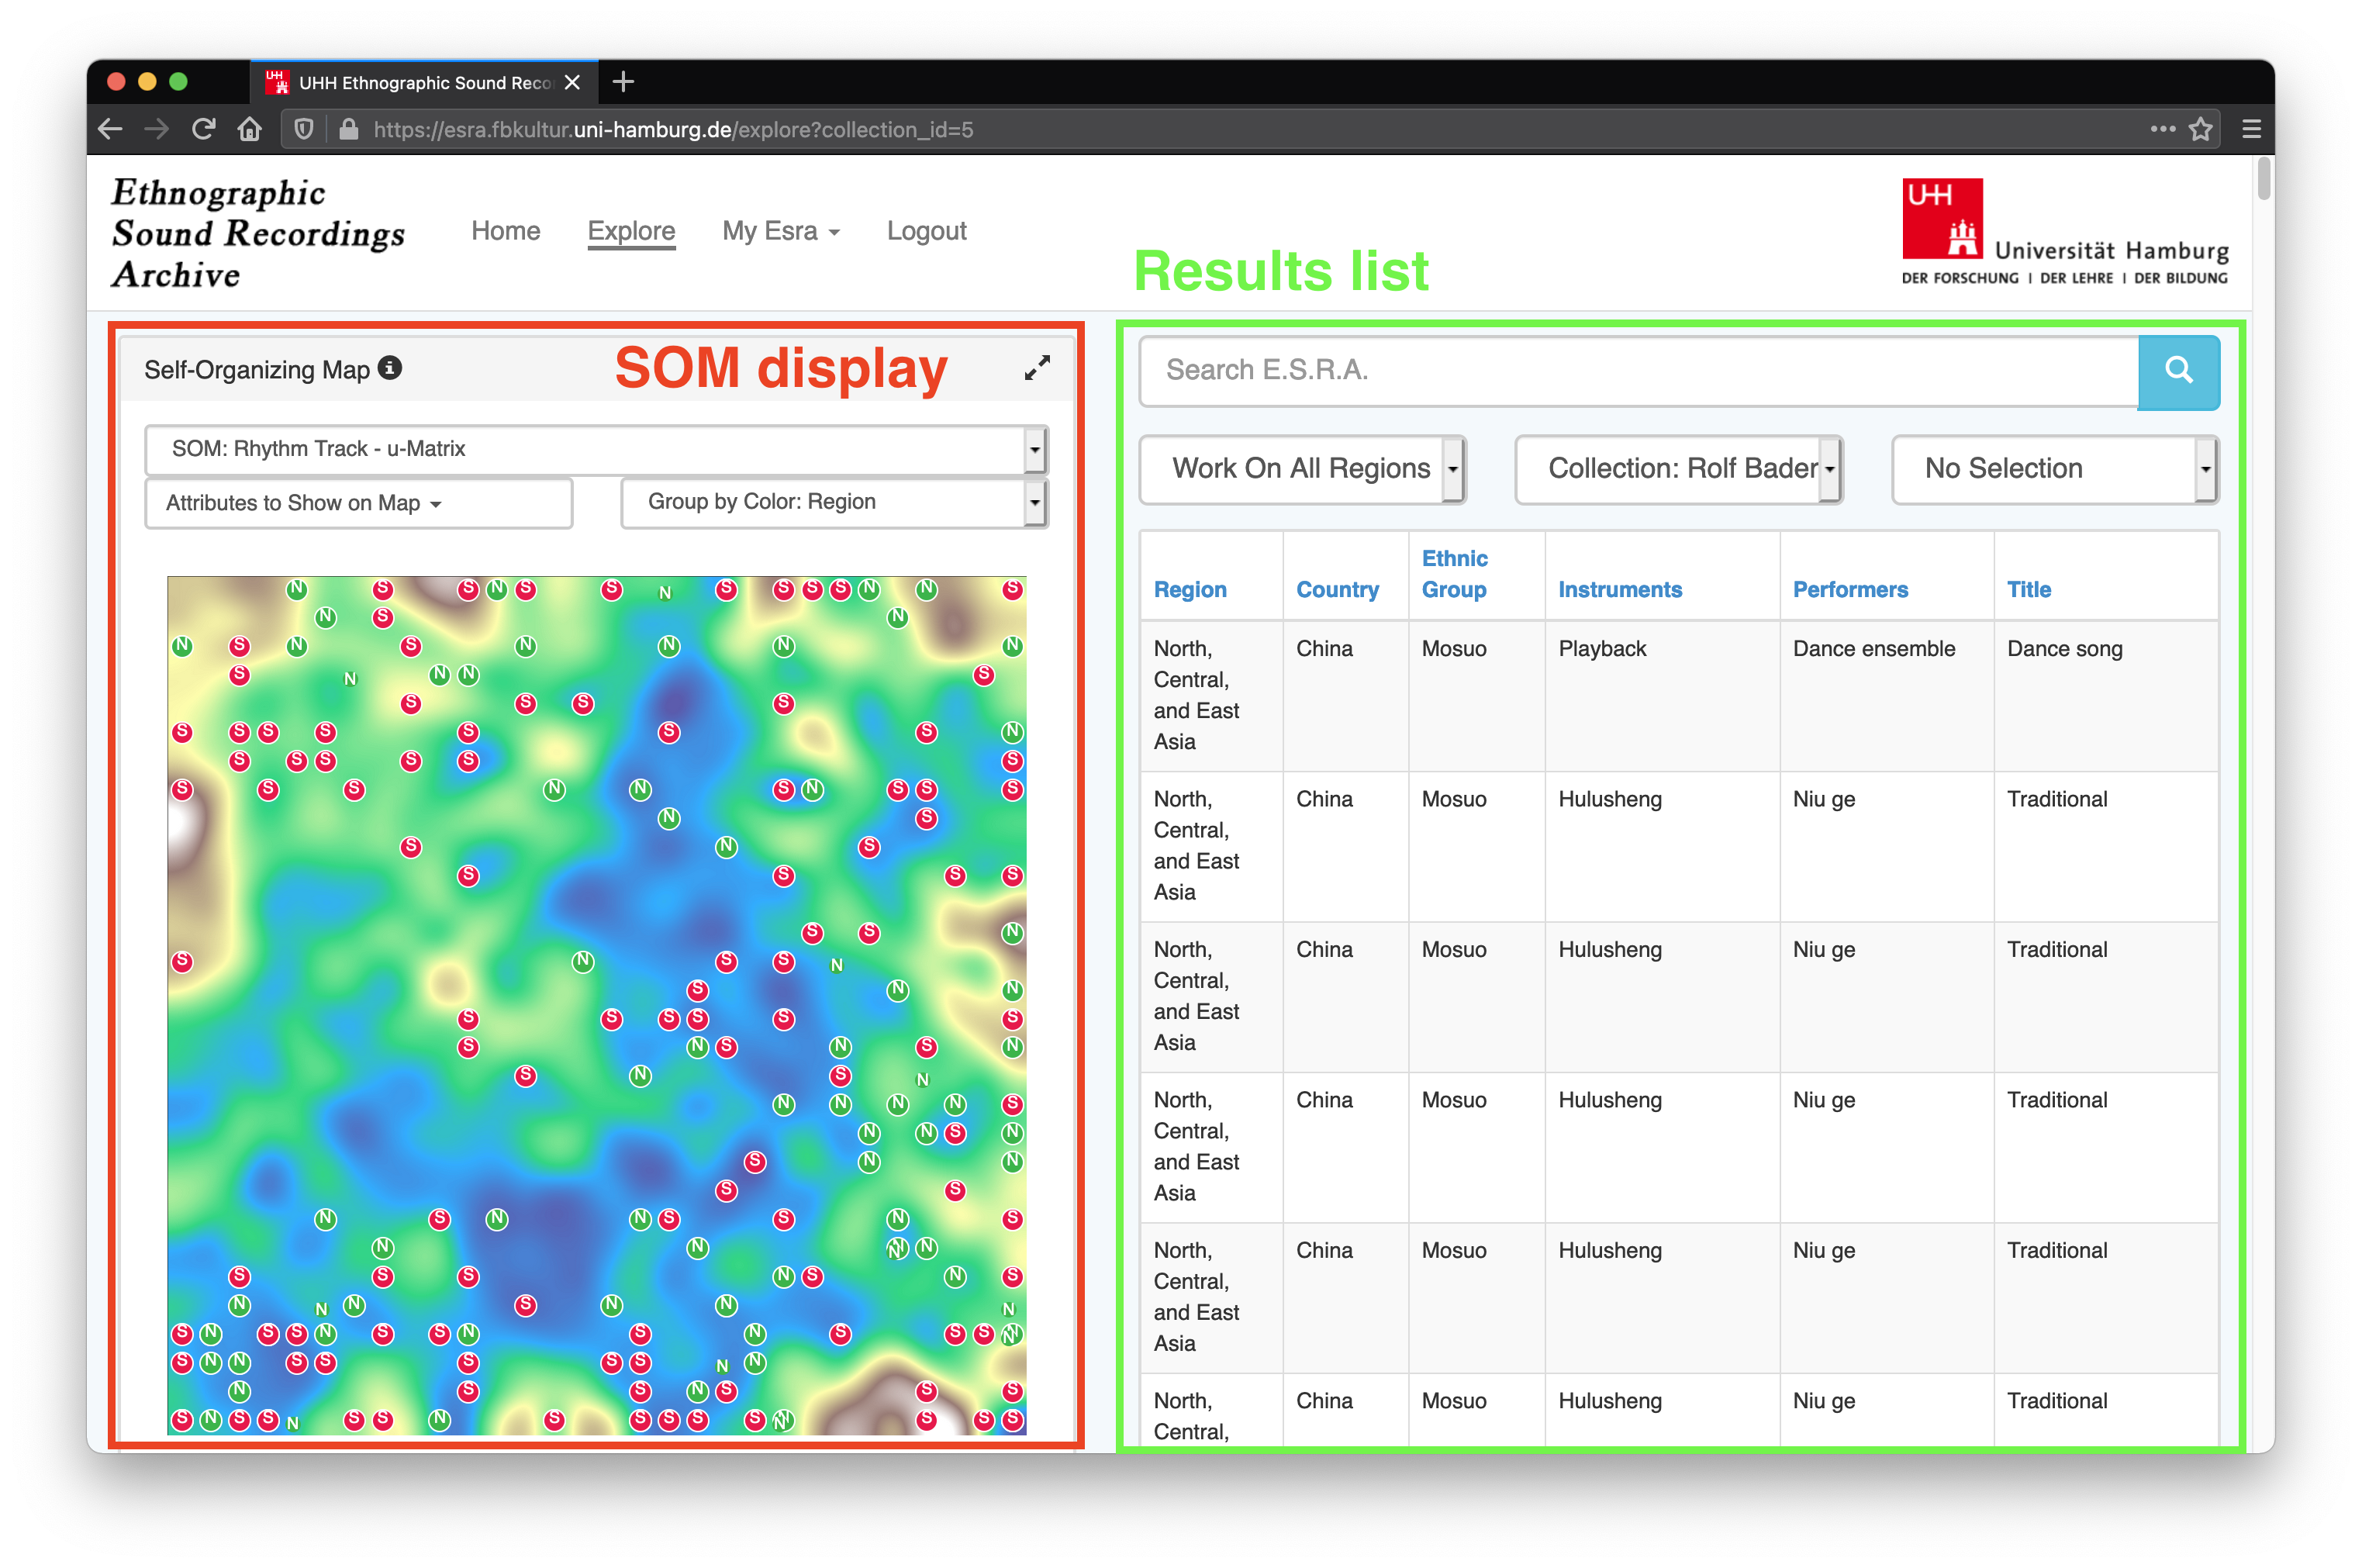 UHH Ethnographic Sound Reco
https://esra.fbkultur.uni-hamburg.de/explore?collection_id=5
Ethnographic
Sound Recordings
Archive
Home Explore My Esra Logout
UHH
Universität Hamburg
DER FORSCHUNG | DER LEHRE | DER BILDUNG
Results list
Self-Organizing Map
SOM display
SOM: Rhythm Track - u-Matrix
Attributes to Show on Map
Group by Color: Region
Search E.S.R.A.
Work On All Regions
Collection: Rolf Bader
No Selection
Region Country Ethnic Group Instruments Performers Title
North, Central, and East Asia China Mosuo Playback Dance ensemble Dance song
North, Central, and East Asia China Mosuo Hulusheng Niu ge Traditional
North, Central, and East Asia China Mosuo Hulusheng Niu ge Traditional
North, Central, and East Asia China Mosuo Hulusheng Niu ge Traditional
North, Central, and East Asia China Mosuo Hulusheng Niu ge Traditional
North, Central, China Mosuo Hulusheng Niu ge Traditional